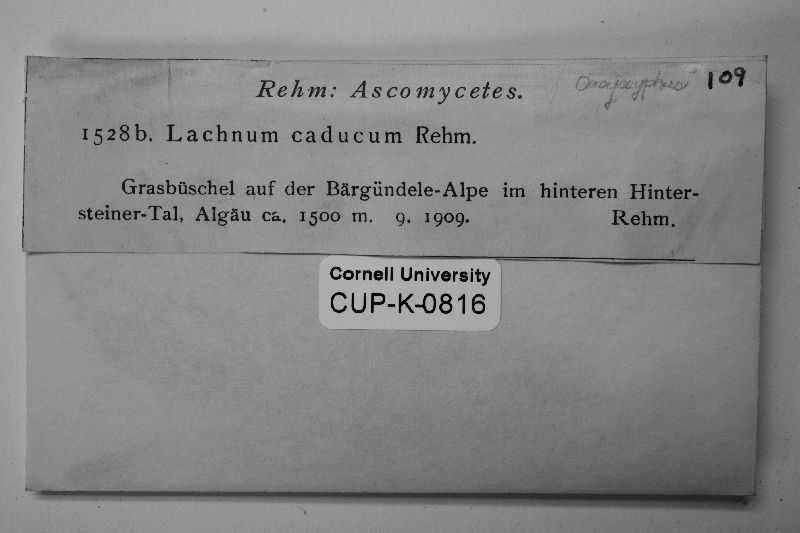 Rehm: Ascomycetes.
109
1528b. Lachnum caducum Rehm.
Grasbüschel auf der Bärgündele-Alpe im hinteren Hinter-
steiner-Tal, Algäu ca. 1500 m. 9. 1909. Rehm.
Cornell University
CUP-K-0816